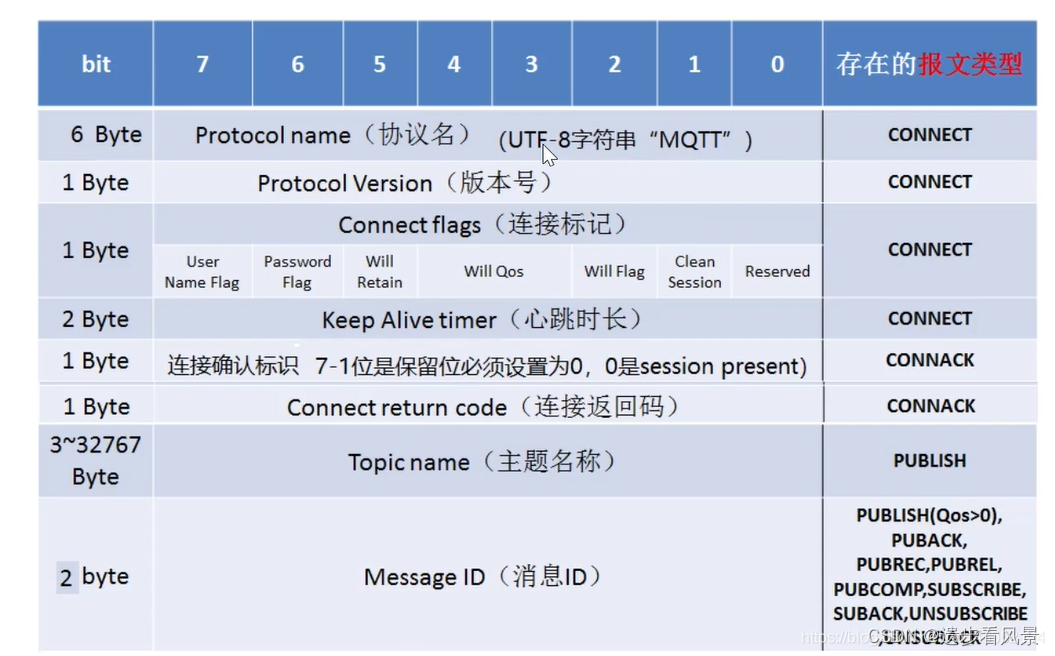 bit 7 6 5 4 3 2 1 0 存在的报文类型
6 Byte Protocol name（协议名） (UTF-8字符串“MQTT”) CONNECT
1 Byte Protocol Version（版本号） CONNECT
Connect flags（连接标记）
1 Byte CONNECT
User Name Flag Password Flag Will Retain Will Qos Will Flag Clean Session Reserved
2 Byte Keep Alive timer（心跳时长） CONNECT
1 Byte 连接确认标识 7-1位是保留位必须设置为0，0是session present) CONNACK
1 Byte Connect return code（连接返回码） CONNACK
3~32767
Byte Topic name（主题名称） PUBLISH
2 byte Message ID（消息ID）
PUBLISH(Qos>0),
PUBACK,
PUBREC,PUBREL,
PUBCOMP,SUBSCRIBE,
SUBACK,UNSUBSCRIBE
,UNSUBACK
CSDN @漫步看风景